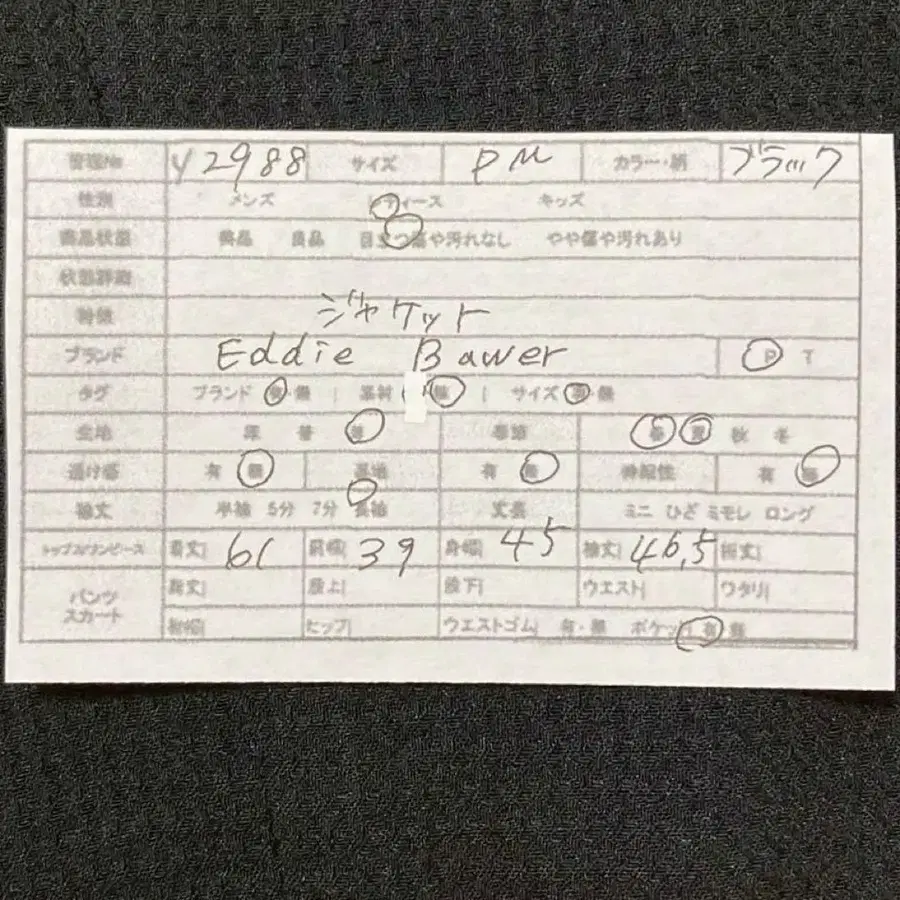 管理No Y2988 サイズ PM カラー・柄 ブラック
性別 メンズ レディース キッズ
商品状態 美品 良品 目立つ傷や汚れなし やや傷や汚れあり
状態詳細
特徴 ジャケット
ブランド Eddie Bawer P T
タグ ブランド 有・無 | 素材 無 | サイズ 有・無
生地 厚 普 季節 春 夏 秋 冬
透け感 有 無 裏地 有 無 伸縮性 有 無
袖丈 半袖 5分 7分 長袖 丈長 ミニ ひざ ミモレ ロング
トップス/ワンピース 着丈| 61 肩幅| 39 身幅| 45 袖丈| 46,5 裄丈|
パンツ
スカート
総丈| 股上| 股下| ウエスト| ワタリ|
裾幅| ヒップ| ウエストゴム| 有・無 ポケット| 有 無